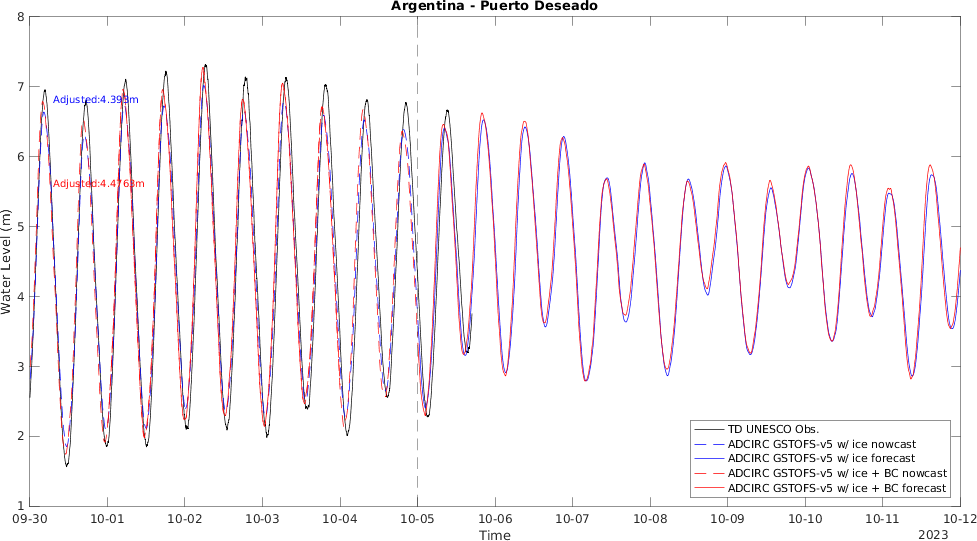 Argentina - Puerto Deseado
8
7
6
5
4
3
2
1
Water Level (m)
Adjusted:4.393m
Adjusted:4.4763m
TD UNESCO Obs.
ADCIRC GSTOFS-v5 w/ ice nowcast
ADCIRC GSTOFS-v5 w/ ice forecast
ADCIRC GSTOFS-v5 w/ ice + BC nowcast
ADCIRC GSTOFS-v5 w/ ice + BC forecast
09-30 10-01 10-02 10-03 10-04 10-05 10-06 10-07 10-08 10-09 10-10 10-11 10-12
Time
2023